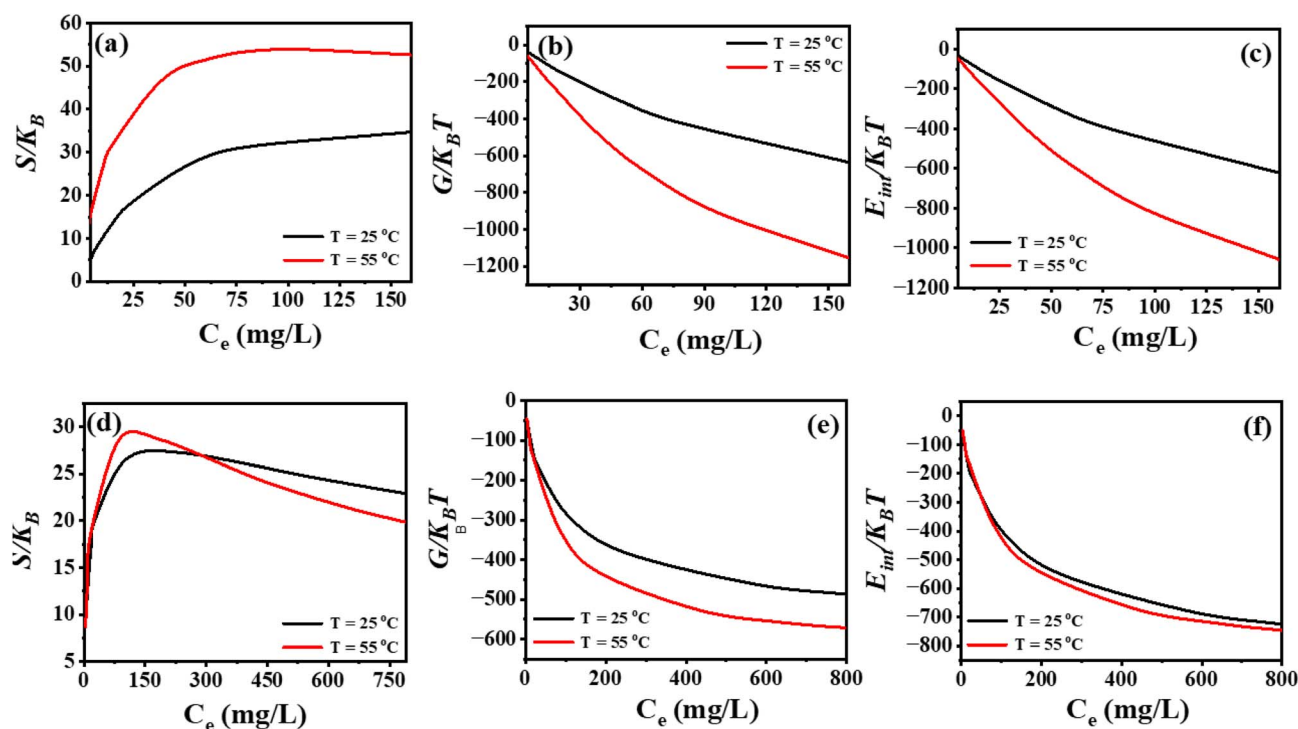 (a)
S/K_B
60
50
40
30
20
10
0
25
50
75
100
125
150
T = 25 °C
T = 55 °C
C_e (mg/L)
(b)
G/K_BT
0
−200
−400
−600
−800
−1000
−1200
30
60
90
120
150
T = 25 °C
T = 55 °C
C_e (mg/L)
(c)
E_int/K_BT
200
0
−200
−400
−600
−800
−1000
−1200
25
50
75
100
125
150
T = 25 °C
T = 55 °C
C_e (mg/L)
(d)
S/K_B
30
25
20
15
10
5
0
150
300
450
600
750
T = 25 °C
T = 55 °C
C_e (mg/L)
(e)
G/K_BT
B
0
−100
−200
−300
−400
−500
−600
0
200
400
600
800
T = 25 °C
T = 55 °C
C_e (mg/L)
(f)
E_int/K_BT
0
−100
−200
−300
−400
−500
−600
−700
−800
0
200
400
600
800
T = 25 °C
T = 55 °C
C_e (mg/L)